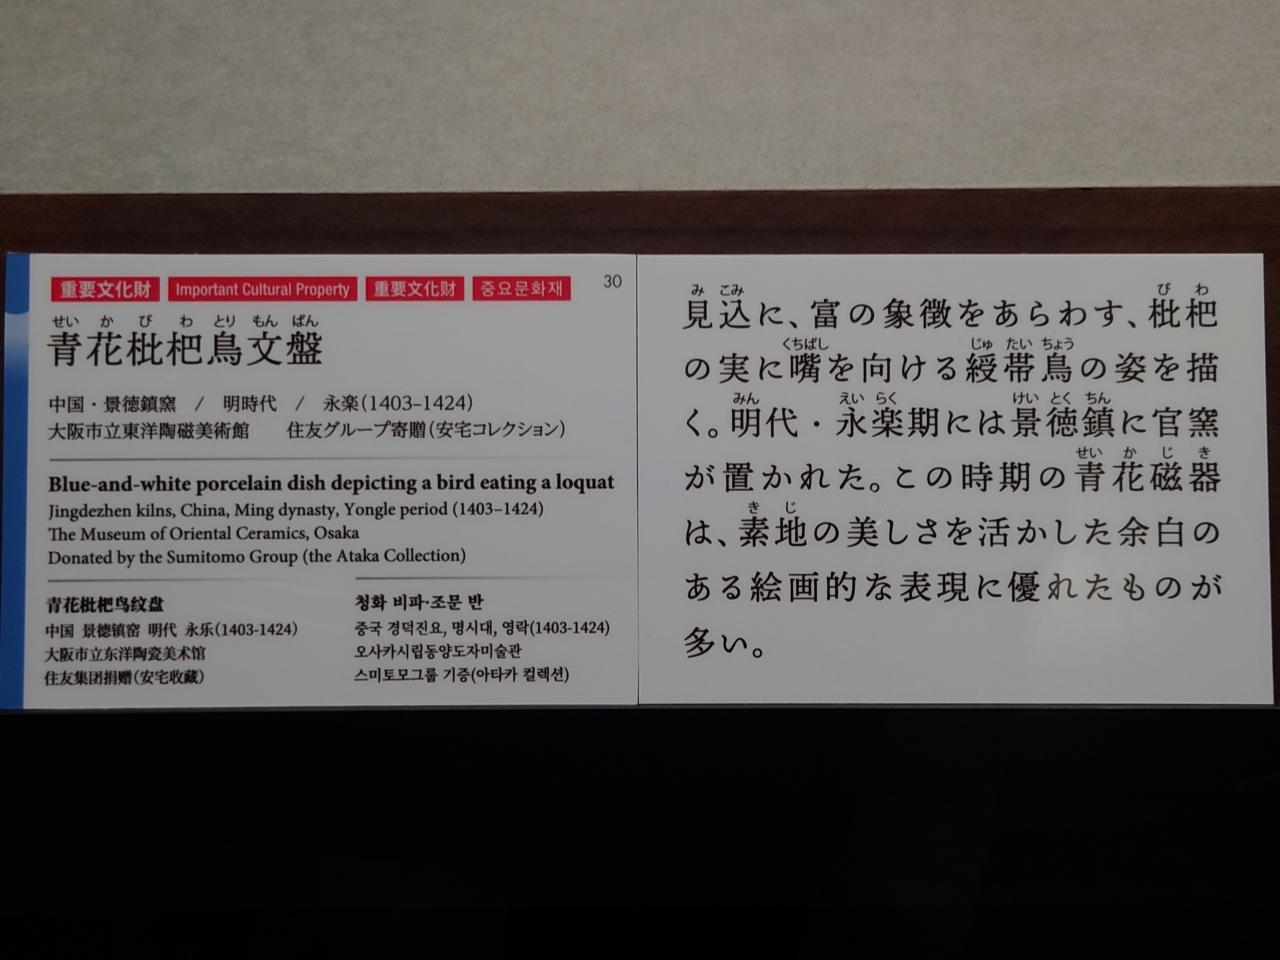 重要文化財 Important Cultural Property 重要文化财 중요문화재 30
せい か び わ とり もん ばん
青花枇杷鳥文盤
中国・景徳鎮窯 / 明時代 / 永楽(1403–1424)
大阪市立東洋陶磁美術館 住友グループ寄贈(安宅コレクション)
Blue-and-white porcelain dish depicting a bird eating a loquat
Jingdezhen kilns, China, Ming dynasty, Yongle period (1403–1424)
The Museum of Oriental Ceramics, Osaka
Donated by the Sumitomo Group (the Ataka Collection)
青花枇杷鸟纹盘
中国 景德镇窑 明代 永乐(1403-1424)
大阪市立东洋陶瓷美术馆
住友集团捐赠(安宅收藏)
청화 비파·조문 반
중국 경덕진요, 명시대, 영락(1403-1424)
오사카시립동양도자미술관
스미토모그룹 기증(아타카 컬렉션)
み こみ び わ
見込に、富の象徴をあらわす、枇杷
くちばし じゅ たい ちょう
の実に嘴を向ける綬帯鳥の姿を描
みん えい らく けい とく ちん
く。明代・永楽期には景徳鎮に官窯
せい か じ き
が置かれた。この時期の青花磁器
き じ
は、素地の美しさを活かした余白の
ある絵画的な表現に優れたものが
多い。